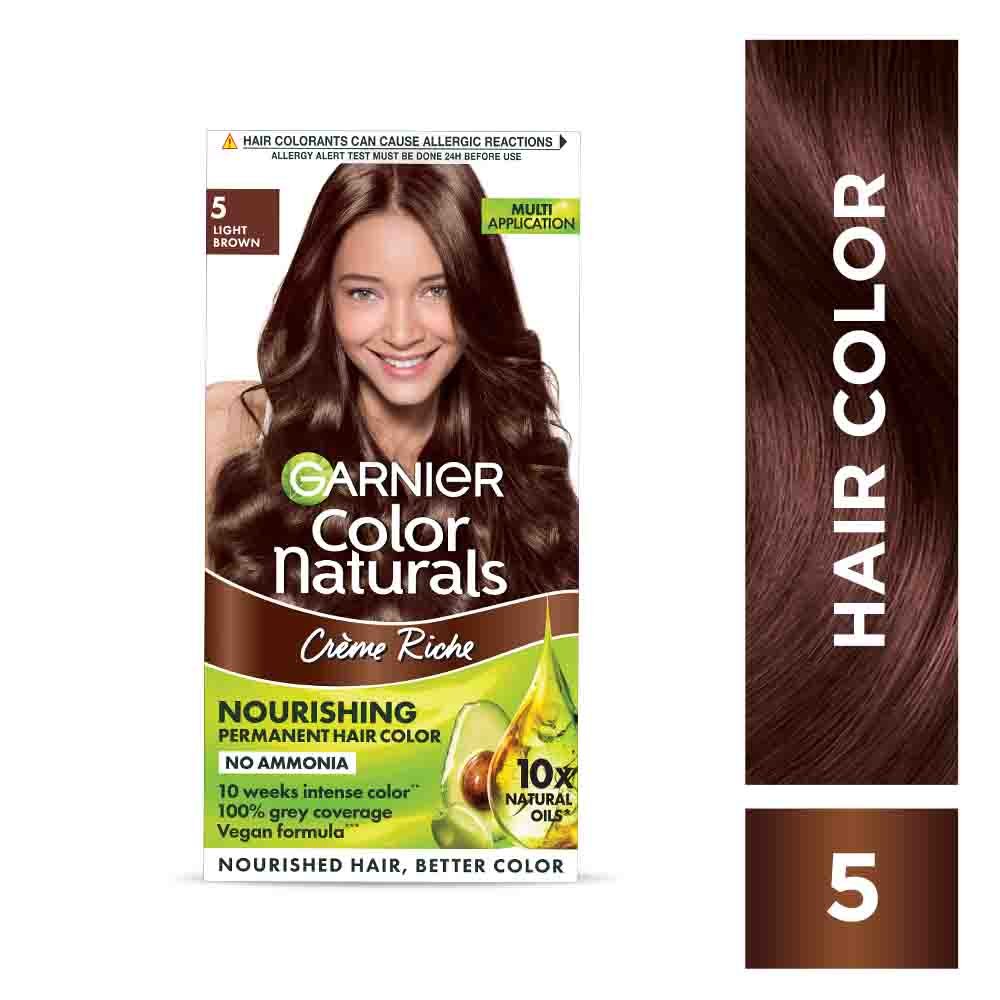 HAIR COLORANTS CAN CAUSE ALLERGIC REACTIONS
ALLERGY ALERT TEST MUST BE DONE 24H BEFORE USE
5
LIGHT
BROWN
MULTI
APPLICATION
GARNIER
Color
Naturals
Crème Riche
NOURISHING
PERMANENT HAIR COLOR
NO AMMONIA
10 weeks intense color**
100% grey coverage
Vegan formula***
10x
NATURAL
OILS*
NOURISHED HAIR, BETTER COLOR
HAIR COLOR
5